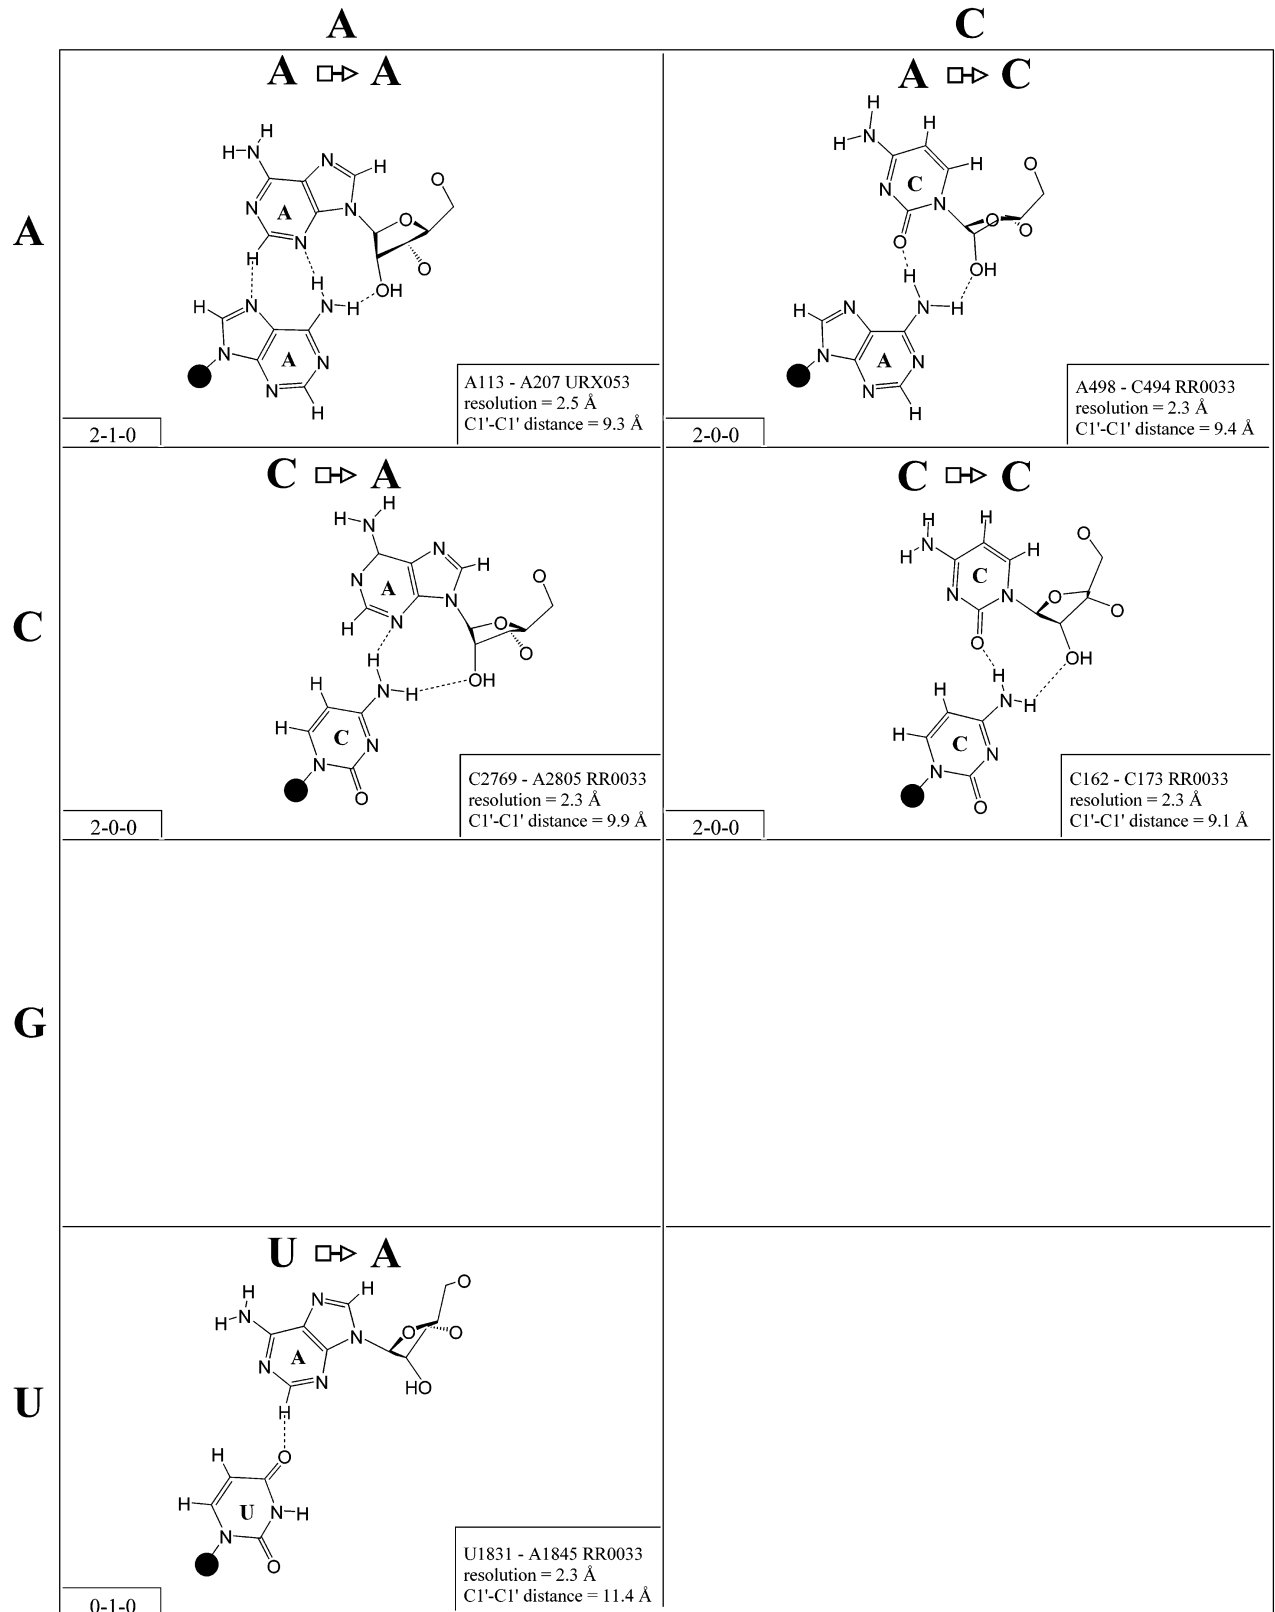 A C
A A A
A C
H
H N
N
H
N
A
N
N
O
O
O
H
OH
H
H N
N H
N
A
N
N
H
A113 - A207 URX053
resolution = 2.5 Å
C1'-C1' distance = 9.3 Å
2-1-0
H
H N
H
H
N
C
N
O
O
O
O
OH
H
H N
N H
N
A
N
N
H
A498 - C494 RR0033
resolution = 2.3 Å
C1'-C1' distance = 9.4 Å
2-0-0
C C A
C C
H
H N
N
H
N
A
N
N
H
O
O
O
OH
H
H
N H
H
C
N
N
O
C2769 - A2805 RR0033
resolution = 2.3 Å
C1'-C1' distance = 9.9 Å
2-0-0
H
H
H N
H
C
N
N
O
O
O
O
OH
H
H
N H
H
C
N
N
O
C162 - C173 RR0033
resolution = 2.3 Å
C1'-C1' distance = 9.1 Å
2-0-0
G
U U A
H
H N
N
H
N
A
N
N
H
O
O
O
HO
H
O
H
U
N H
N
O
U1831 - A1845 RR0033
resolution = 2.3 Å
C1'-C1' distance = 11.4 Å
0-1-0